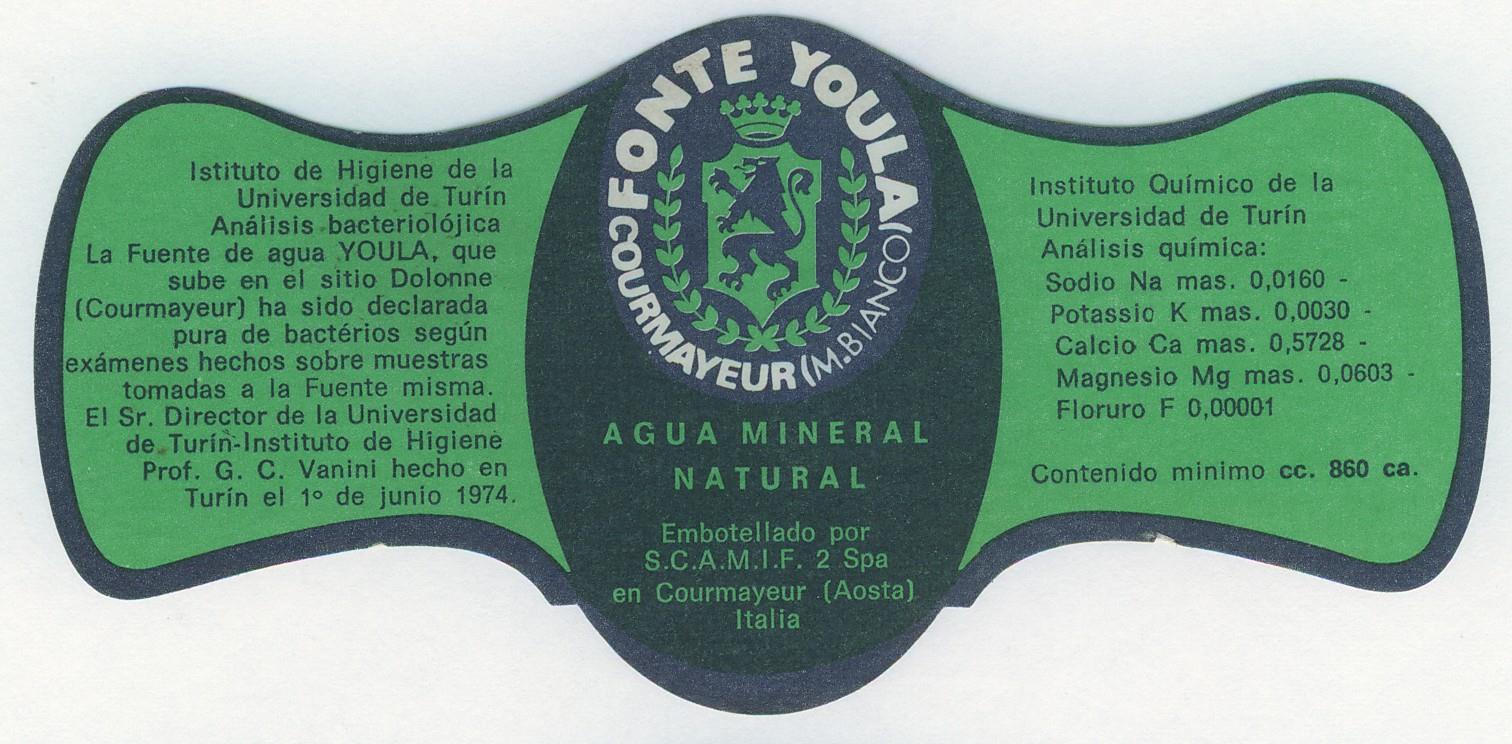 Istituto de Higiene de la
Universidad de Turín
Análisis bacteriolójica
La Fuente de agua YOULA, que
sube en el sitio Dolonne
(Courmayeur) ha sido declarada
pura de bactérios según
exámenes hechos sobre muestras
tomadas a la Fuente misma.
El Sr. Director de la Universidad
de Turín-Instituto de Higiene
Prof. G. C. Vanini hecho en
Turín el 1º de junio 1974.
FONTE YOULA
COURMAYEUR (M.BIANCO)
AGUA MINERAL
NATURAL
Embotellado por
S.C.A.M.I.F. 2 Spa
en Courmayeur (Aosta)
Italia
Instituto Químico de la
Universidad de Turín
Análisis química:
Sodio Na mas. 0,0160 -
Potassio K mas. 0,0030 -
Calcio Ca mas. 0,5728 -
Magnesio Mg mas. 0,0603 -
Floruro F 0,00001
Contenido minimo cc. 860 ca.